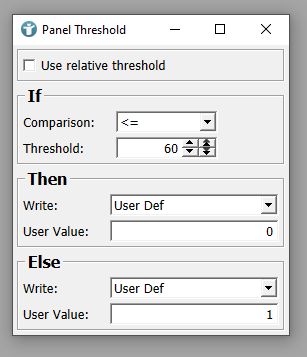 Panel Threshold
Use relative threshold
If
Comparison: <=
Threshold: 60
Then
Write: User Def
User Value: 0
Else
Write: User Def
User Value: 1